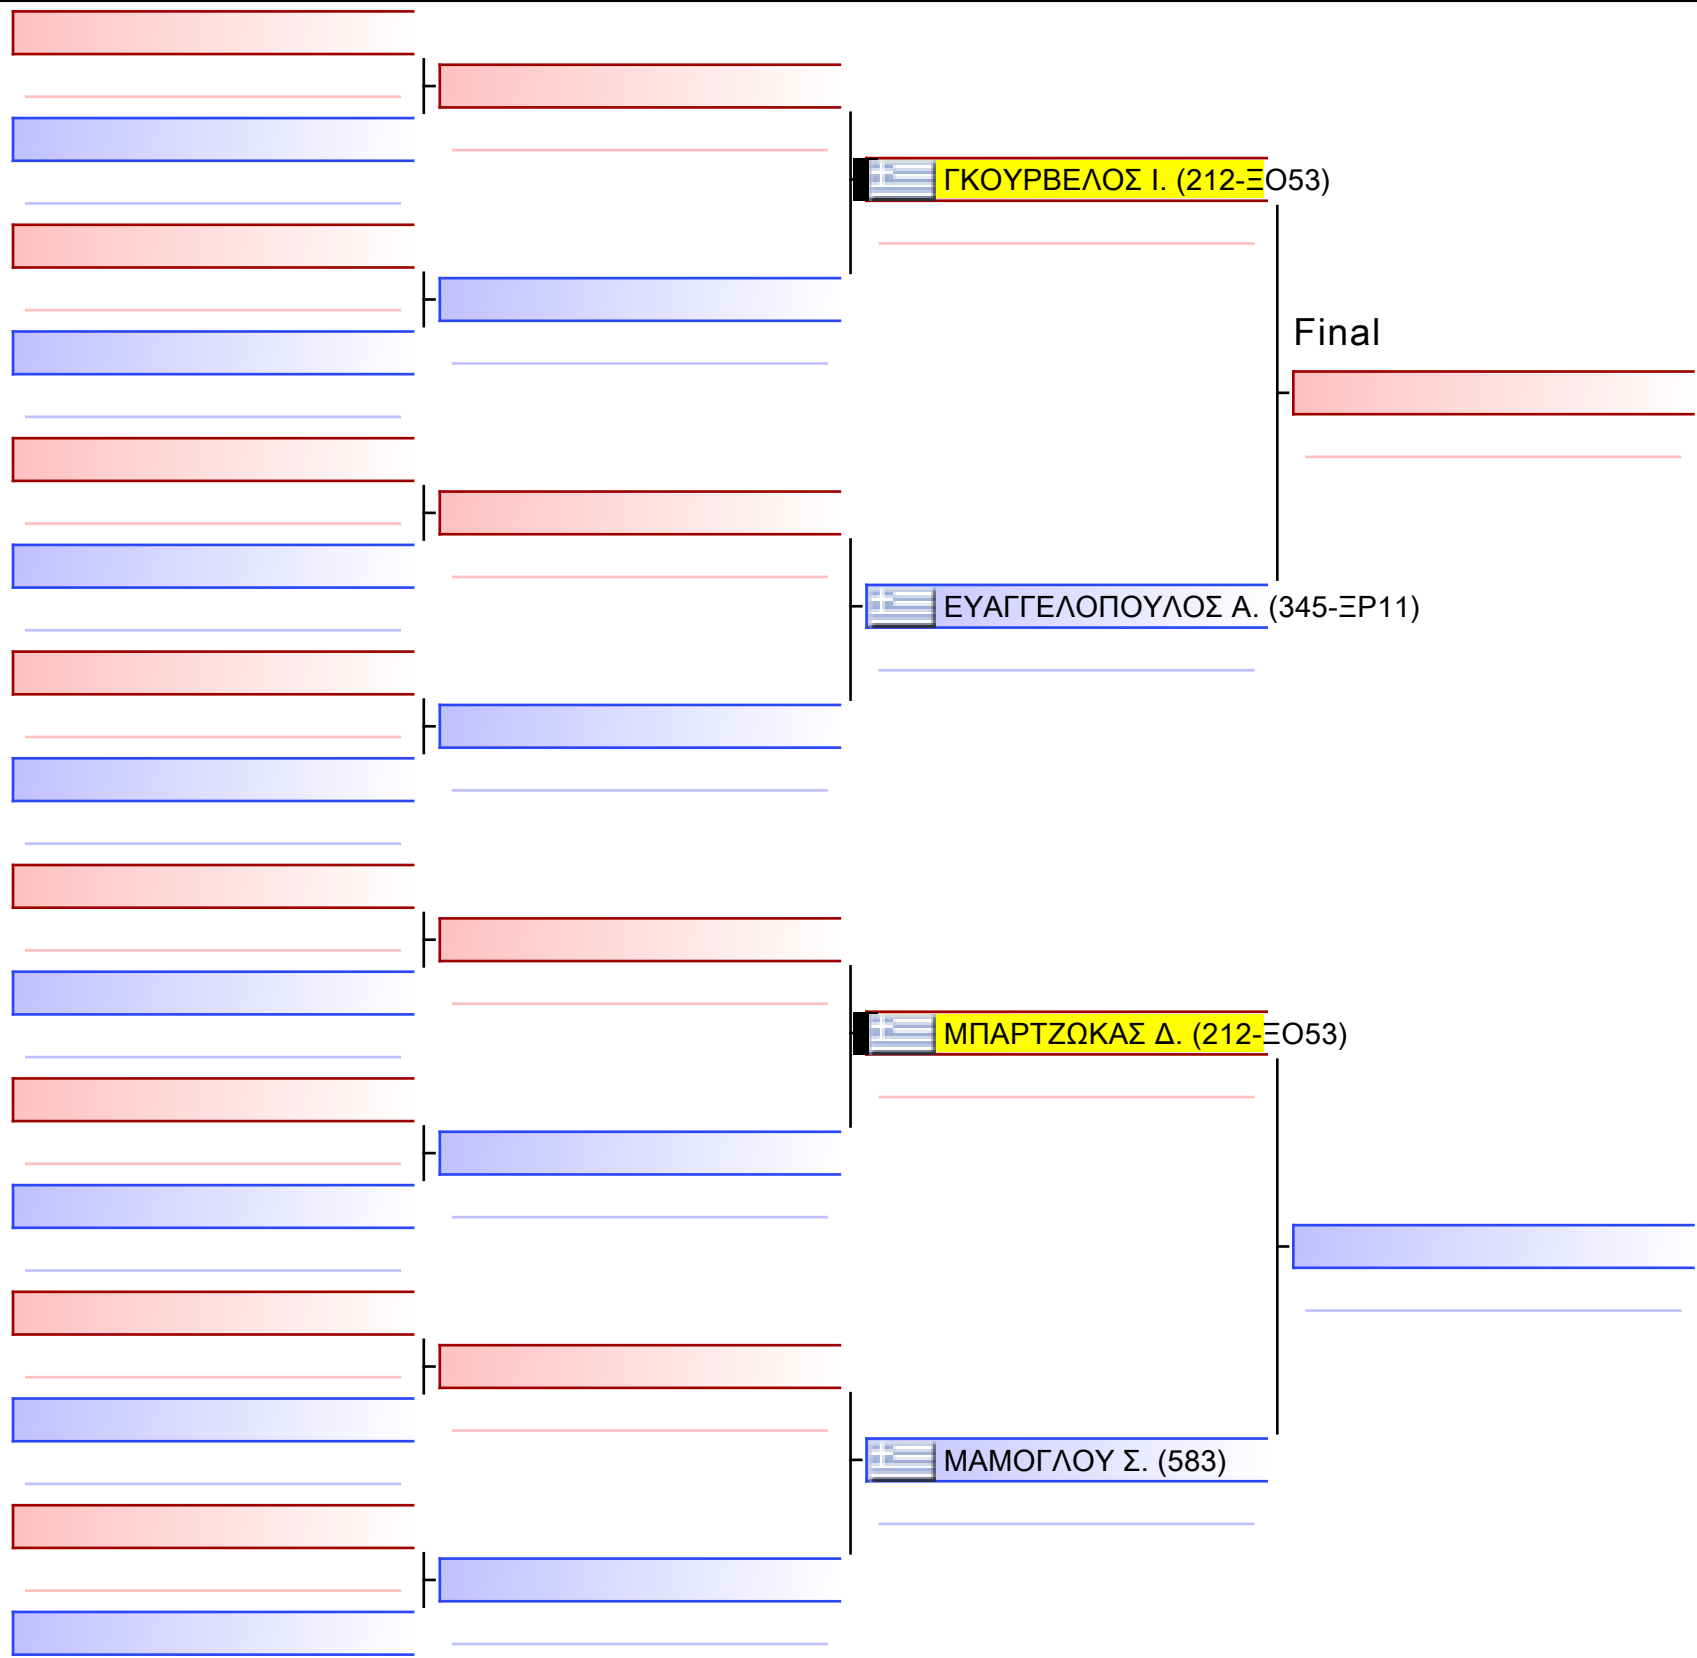 ΓΚΟΥΡΒΕΛΟΣ Ι. (212-ΞΟ53)
Final
ΕΥΑΓΓΕΛΟΠΟΥΛΟΣ Α. (345-ΞΡ11)
ΜΠΑΡΤΖΩΚΑΣ Δ. (212-ΞΟ53)
ΜΑΜΟΓΛΟΥ Σ. (583)